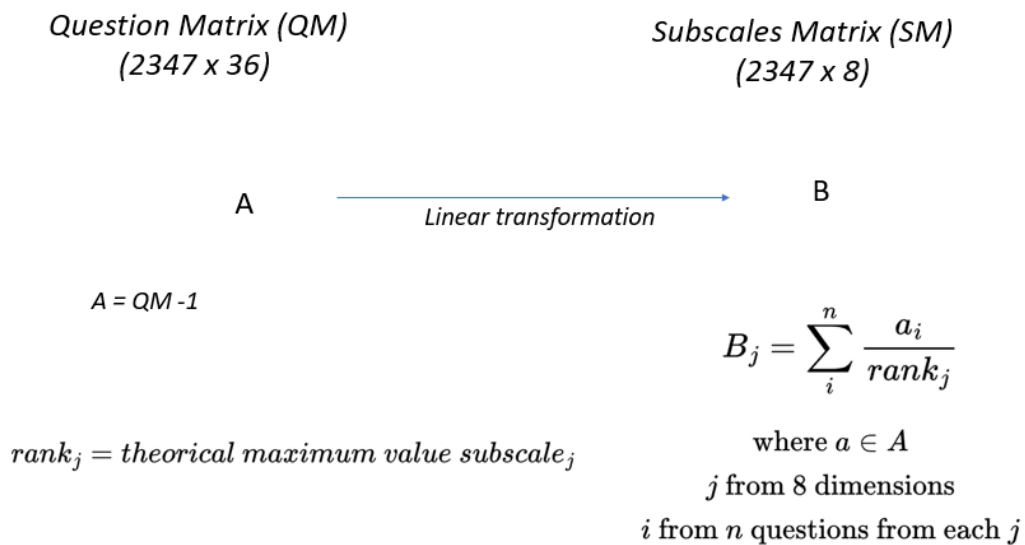 Question Matrix (QM)
(2347 x 36)
Subscales Matrix (SM)
(2347 x 8)
A
Linear transformation
B
A = QM -1
B_j = \sum_{i}^{n} \frac{a_i}{rank_j}
rank_j = theorical maximum value subscale_j
where a ∈ A
j from 8 dimensions
i from n questions from each j